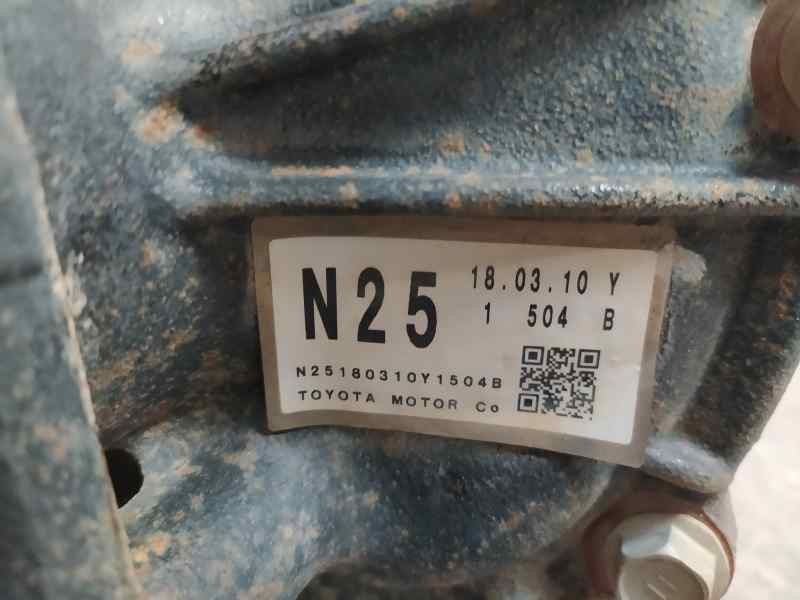 N25
18.03.10 Y
1 504 B
N25180310Y1504B
TOYOTA MOTOR Co